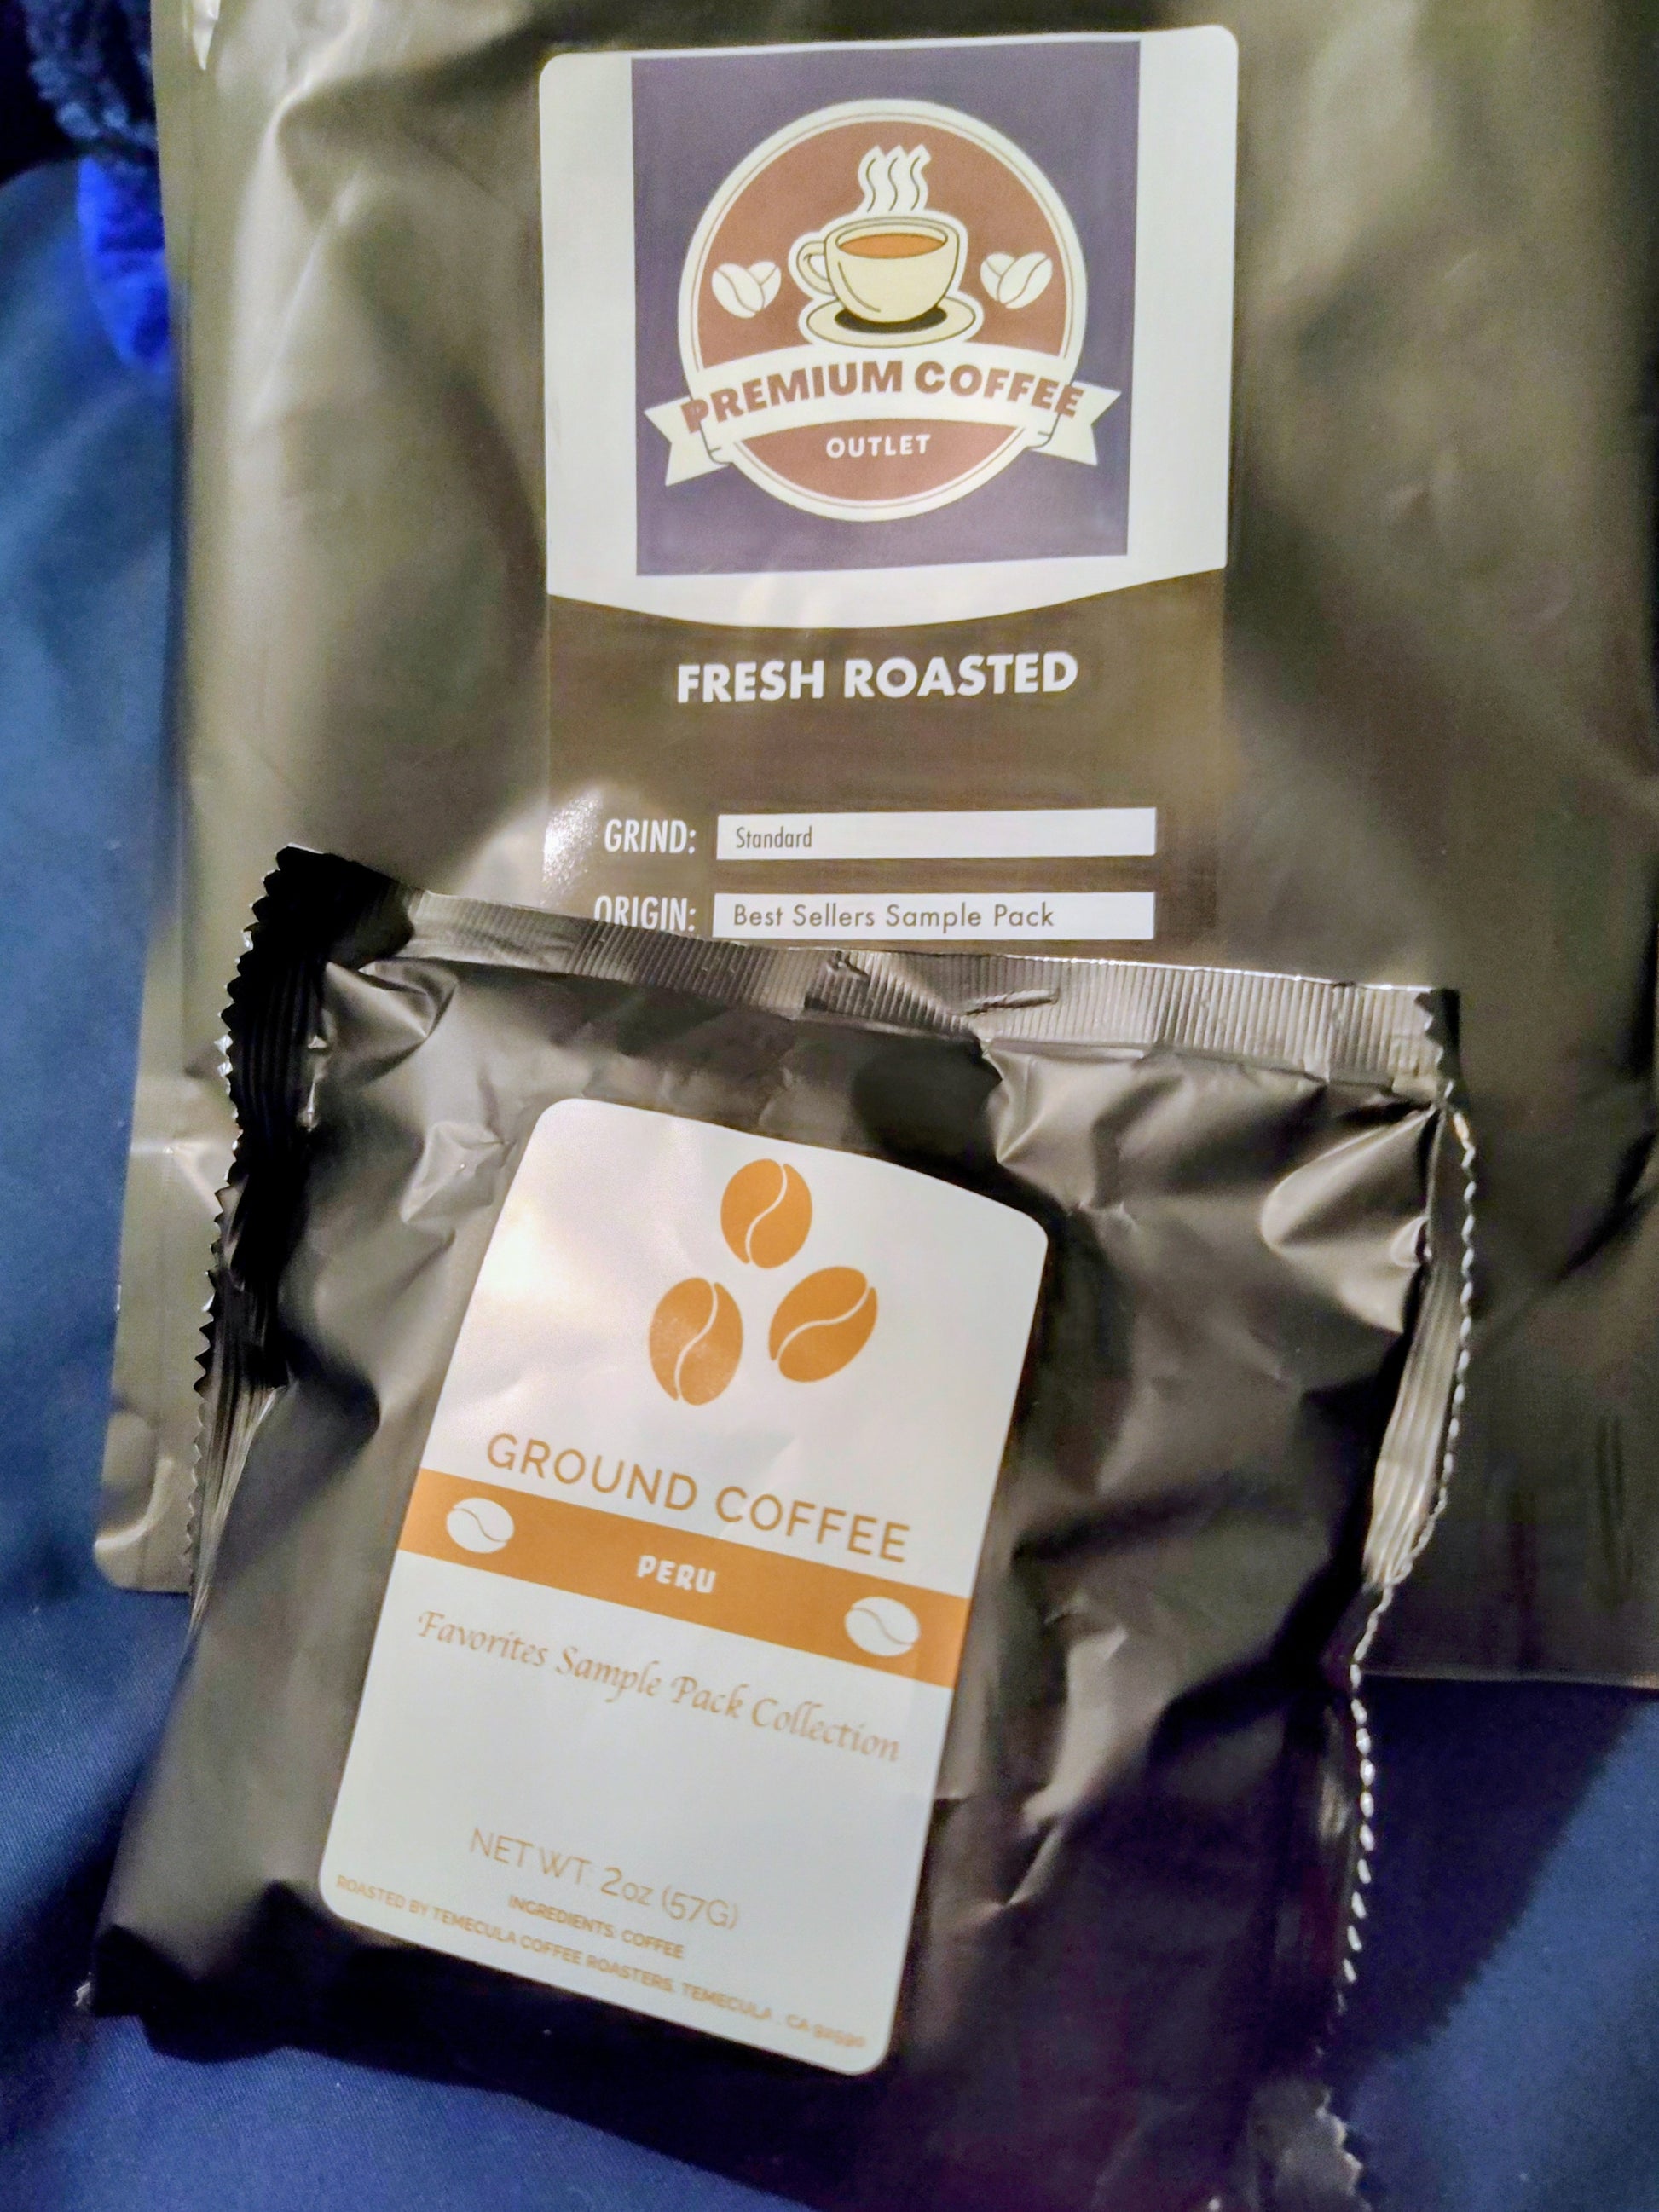 PREMIUM COFFEE
OUTLET
FRESH ROASTED
GRIND: Standard
ORIGIN: Best Sellers Sample Pack
GROUND COFFEE
PERU
Favorites Sample Pack Collection
NET WT. 2oz (57G)
INGREDIENTS: COFFEE
ROASTED BY TEMECULA COFFEE ROASTERS, TEMECULA , CA 92590